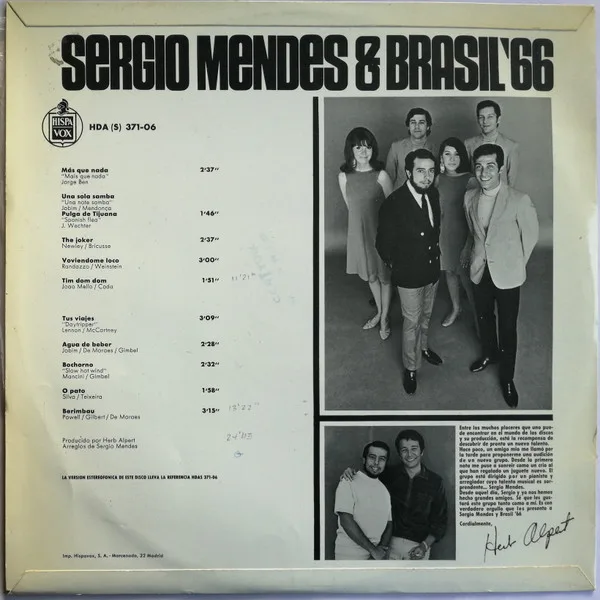 SERGIO MENDES & BRASIL '66
HISPA
VOX
HDA (S) 371-06
Más que nada 2'37"
"Mais que nada"
Jorge Ben
Una sola samba
"Una note samba"
Jobim / Mendonça
Pulga de Tijuana 1'46"
"Spanish flea"
J. Wechter
The joker 2'37"
Newley / Bricusse
Voviendome loco 3'00"
Randazzo / Weinstein
Tim dom dom 1'51" 11'21"
Joao Mello / Coda
Tus viajes 3'09"
"Daytripper"
Lennon / McCartney
Agua de beber 2'28"
Jobim / De Moraes / Gimbel
Bochorno 2'32"
"Slow hot wind"
Mancini / Gimbel
O pato 1'58"
Silva / Teixeira
Berimbau 3'15"
Powell / Gilbert / De Moraes
Producido por Herb Alpert
Arreglos de Sergio Mendes
LA VERSION ESTEREOFONICA DE ESTE DISCO LLEVA LA REFERENCIA HDAS 371-06
Imp. Hispavox, S. A. - Moncerado, 22 Madrid
Entre los muchos placeres que uno pue-
de encontrar en el mundo de los discos
y su producción, está la recompensa de
descubrir de pronto un nuevo talento.
Hace poco, un amigo mío me llamó por
la tarde para proponerme una audición
de un nuevo grupo. Desde la primera
nota me puse a sonreir como un crío al
que han regalado un juguete nuevo. El
grupo está dirigido por un pianista y
arreglador cuyo talento musical es sor-
prendente... Sérgio Mendes.
Desde aquel día, Sergio y yo nos hemos
hecho grandes amigos. Sé que les gus-
tará este grupo tanto como a mí. Es con
verdadero orgullo que les presento a
Sergio Mendes y Brasil '66
Cordialmente,
Herb Alpert